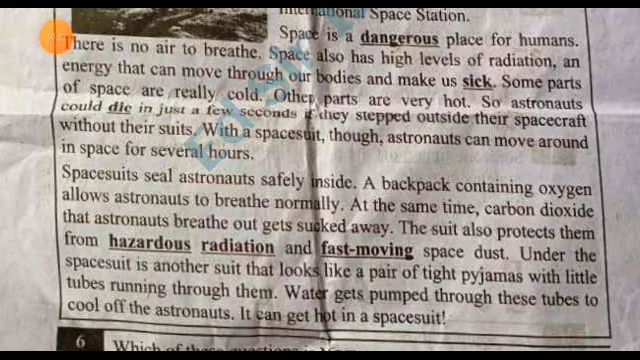 International Space Station.
Space is a dangerous place for humans.
There is no air to breathe. Space also has high levels of radiation, an
energy that can move through our bodies and make us sick. Some parts
of space are really cold. Other parts are very hot. So astronauts
could die in just a few seconds if they stepped outside their spacecraft
without their suits. With a spacesuit, though, astronauts can move around
in space for several hours.
Spacesuits seal astronauts safely inside. A backpack containing oxygen
allows astronauts to breathe normally. At the same time, carbon dioxide
that astronauts breathe out gets sucked away. The suit also protects them
from hazardous radiation and fast-moving space dust. Under the
spacesuit is another suit that looks like a pair of tight pyjamas with little
tubes running through them. Water gets pumped through these tubes to
cool off the astronauts. It can get hot in a spacesuit!
6 Which of these questions is